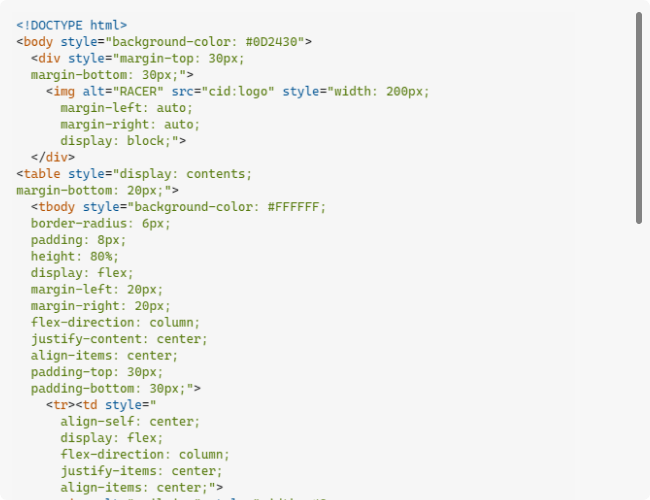 <!DOCTYPE html>
<body style="background-color: #0D2430">
  <div style="margin-top: 30px;
  margin-bottom: 30px;">
    <img alt="RACER" src="cid:logo" style="width: 200px;
      margin-left: auto;
      margin-right: auto;
      display: block;">
  </div>
<table style="display: contents;
margin-bottom: 20px;">
  <tbody style="background-color: #FFFFFF;
  border-radius: 6px;
  padding: 8px;
  height: 80%;
  display: flex;
  margin-left: 20px;
  margin-right: 20px;
  flex-direction: column;
  justify-content: center;
  align-items: center;
  padding-top: 30px;
  padding-bottom: 30px;">
    <tr><td style="
      align-self: center;
      display: flex;
      flex-direction: column;
      justify-items: center;
      align-items: center;">